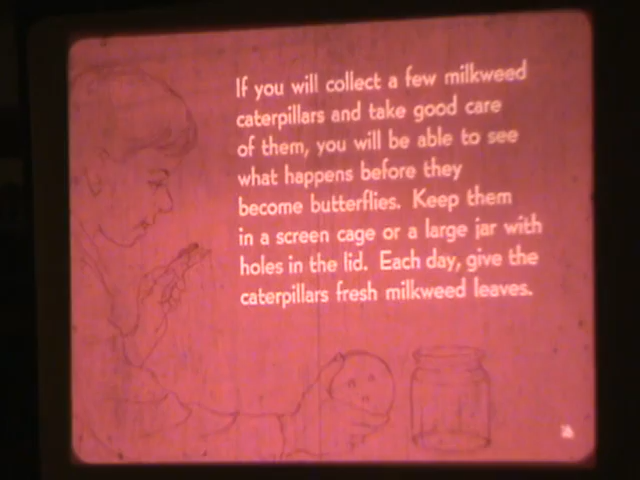 If you will collect a few milkweed
caterpillars and take good care
of them, you will be able to see
what happens before they
become butterflies. Keep them
in a screen cage or a large jar with
holes in the lid. Each day, give the
caterpillars fresh milkweed leaves.